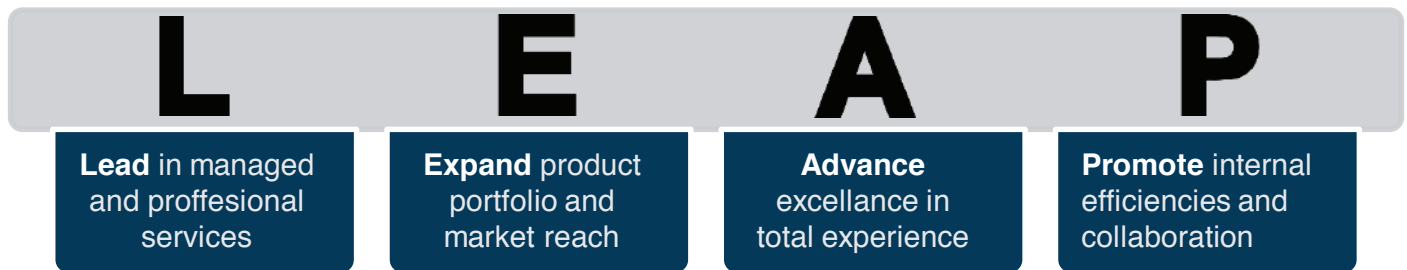 L E A P
Lead in managed
and proffesional
services
Expand product
portfolio and
market reach
Advance
excellance in
total experience
Promote internal
efficiencies and
collaboration